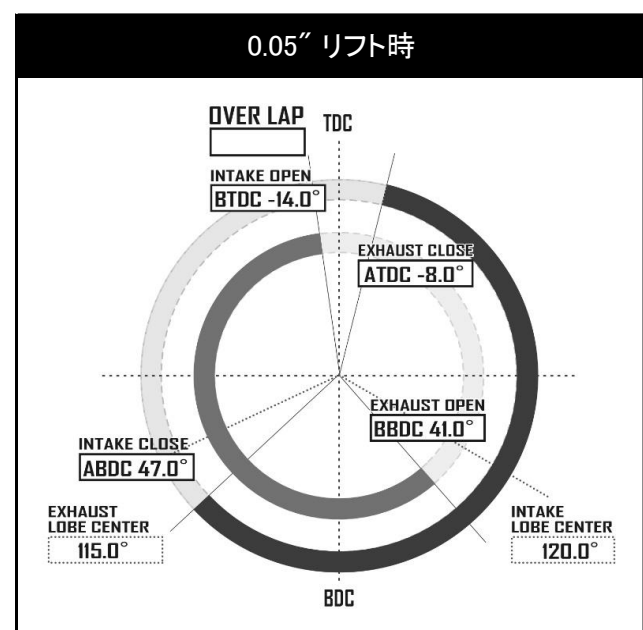 0.05″ リフト時
OVER LAP
TDC
INTAKE OPEN
BTDC -14.0°
EXHAUST CLOSE
ATDC -8.0°
EXHAUST OPEN
BBDC 41.0°
INTAKE CLOSE
ABDC 47.0°
EXHAUST
LOBE CENTER
115.0°
INTAKE
LOBE CENTER
120.0°
BDC